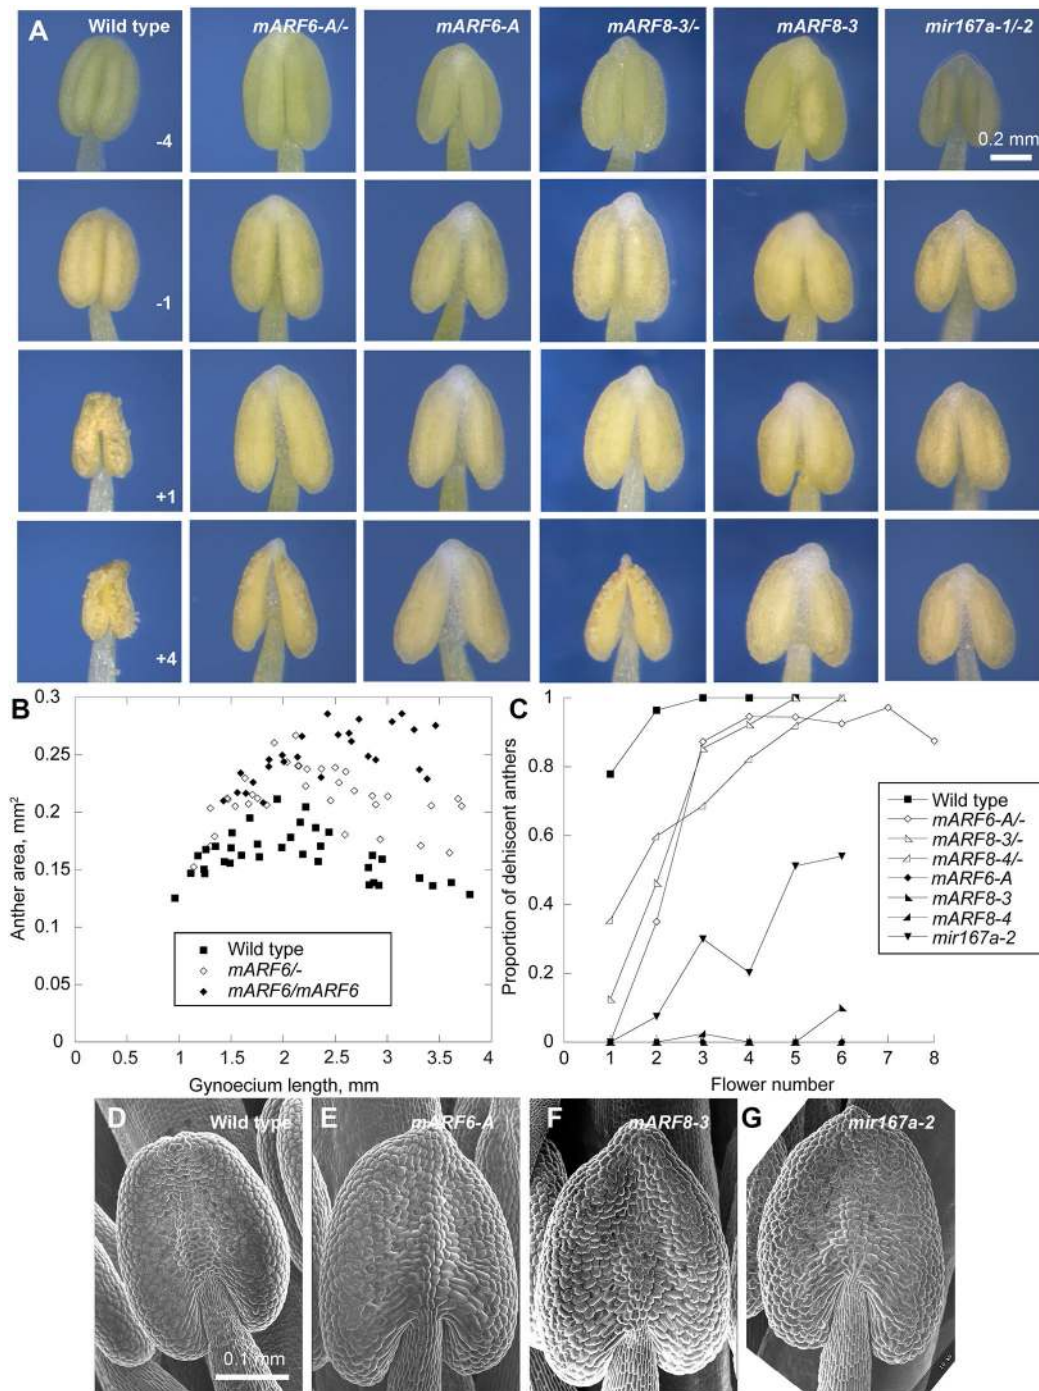 A Wild type mARF6-A/- mARF6-A mARF8-3/- mARF8-3 mir167a-1/-2
-4
0.2 mm
-1
+1
+4
B
Anther area, mm²
0.3
0.25
0.2
0.15
0.1
0.05
0
Wild type
mARF6/-
mARF6/mARF6
0 0.5 1 1.5 2 2.5 3 3.5 4
Gynoecium length, mm
C
Proportion of dehiscent anthers
1
0.8
0.6
0.4
0.2
0
0 1 2 3 4 5 6 7 8
Flower number
Wild type
mARF6-A/-
mARF8-3/-
mARF8-4/-
mARF6-A
mARF8-3
mARF8-4
mir167a-2
D Wild type
0.1 mm
E mARF6-A
F mARF8-3
G mir167a-2